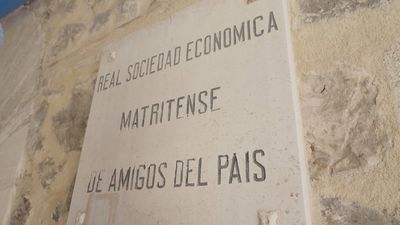 REAL SOCIEDAD ECONOMICA
MATRITENSE
DE AMIGOS DEL PAIS